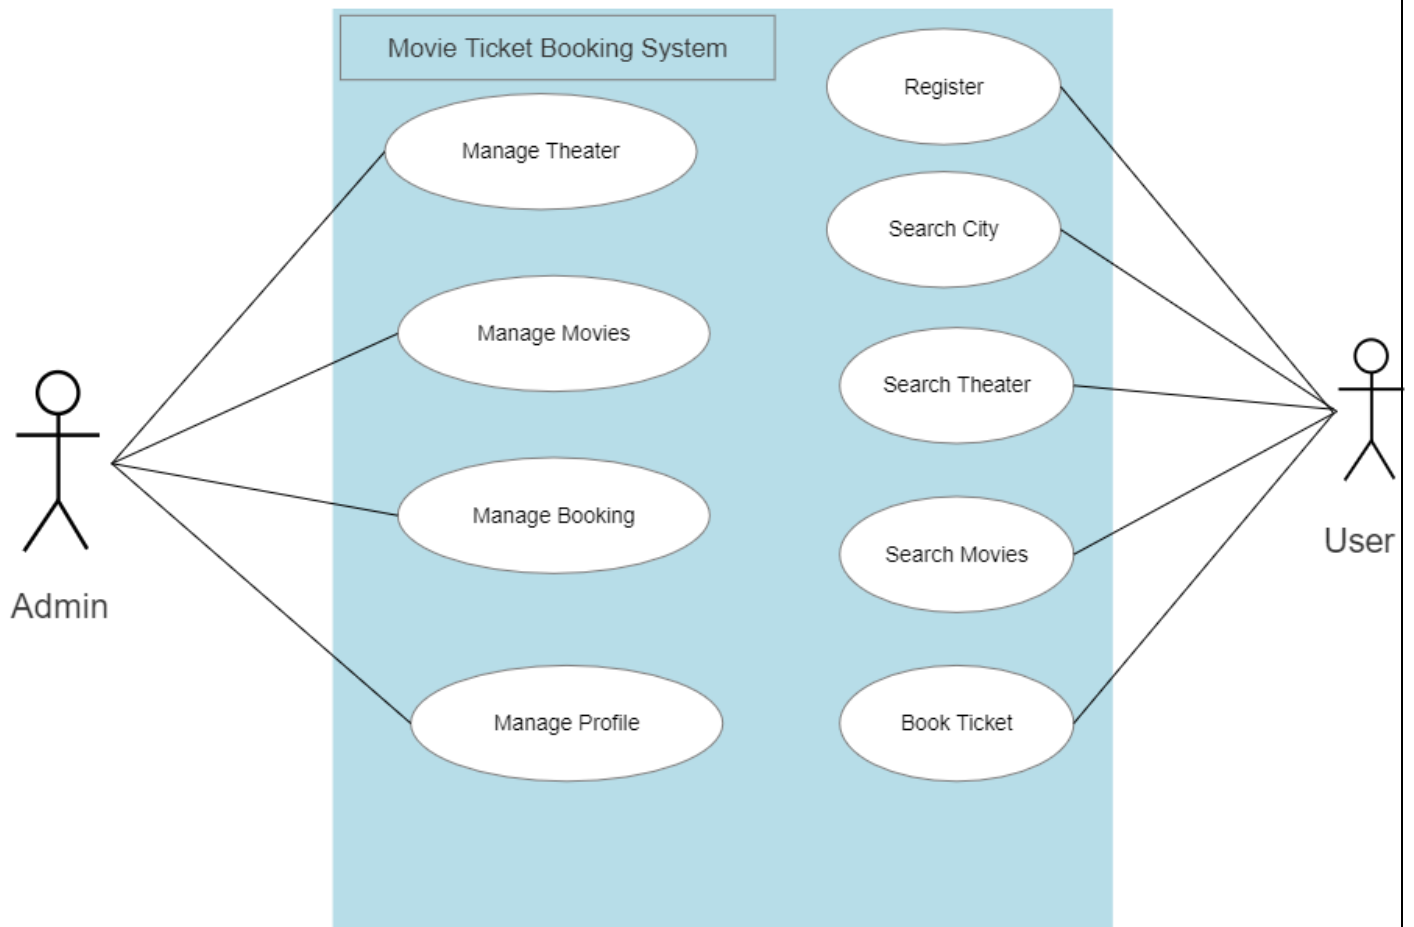 Movie Ticket Booking System
Manage Theater
Manage Movies
Manage Booking
Manage Profile
Register
Search City
Search Theater
Search Movies
Book Ticket
Admin
User